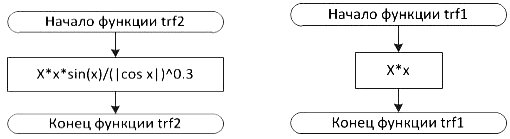 Начало функции trf2
X*x*sin(x)/(|cos x|)^0.3
Конец функции trf2
Начало функции trf1
X*x
Конец функции trf1